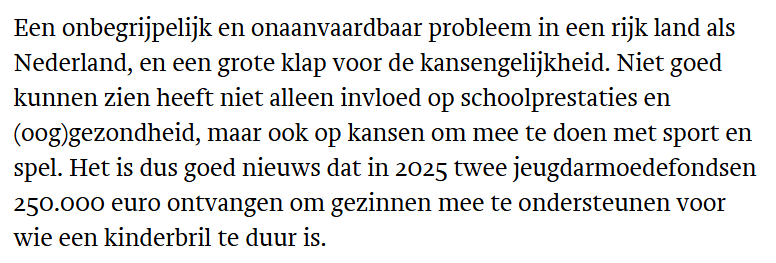 Een onbegrijpelijk en onaanvaardbaar probleem in een rijk land als
Nederland, en een grote klap voor de kansengelijkheid. Niet goed
kunnen zien heeft niet alleen invloed op schoolprestaties en
(oog)gezondheid, maar ook op kansen om mee te doen met sport en
spel. Het is dus goed nieuws dat in 2025 twee jeugdarmoedefondsen
250.000 euro ontvangen om gezinnen mee te ondersteunen voor
wie een kinderbril te duur is.